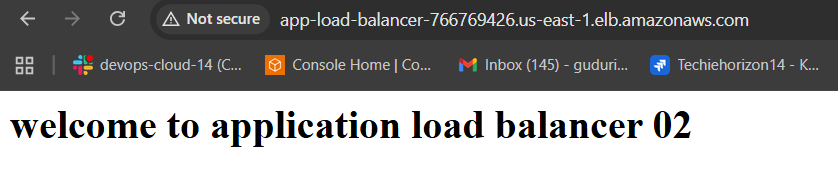 Not secure app-load-balancer-766769426.us-east-1.elb.amazonaws.com
devops-cloud-14 (C... Console Home | Co... Inbox (145) - guduri... Techiehorizon14 - K...
welcome to application load balancer 02